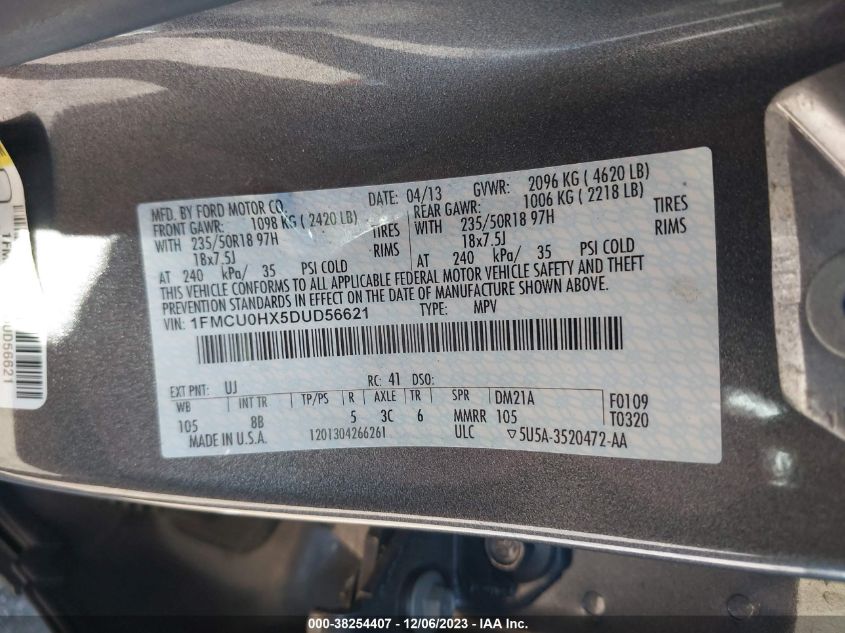 MFD. BY FORD MOTOR CO.
DATE: 04/13
GVWR: 2096 KG ( 4620 LB)
FRONT GAWR: 1098 KG ( 2420 LB)
REAR GAWR: 1006 KG ( 2218 LB)
WITH 235/50R18 97H TIRES
WITH 235/50R18 97H TIRES
18x7.5J RIMS
18x7.5J RIMS
AT 240 kPa/ 35 PSI COLD
AT 240 kPa/ 35 PSI COLD
THIS VEHICLE CONFORMS TO ALL APPLICABLE FEDERAL MOTOR VEHICLE SAFETY AND THEFT
PREVENTION STANDARDS IN EFFECT ON THE DATE OF MANUFACTURE SHOWN ABOVE.
VIN: 1FMCU0HX5DUD56621
TYPE: MPV
EXT PNT: UJ RC: 41 DSO:
WB INT TR TP/PS R AXLE TR SPR DM21A F0109
105 8B 5 3C 6 MMRR 105 T0320
MADE IN U.S.A. 1201304266261 ULC ▽5U5A-3520472-AA
UD56621
000-38254407 - 12/06/2023 - IAA Inc.